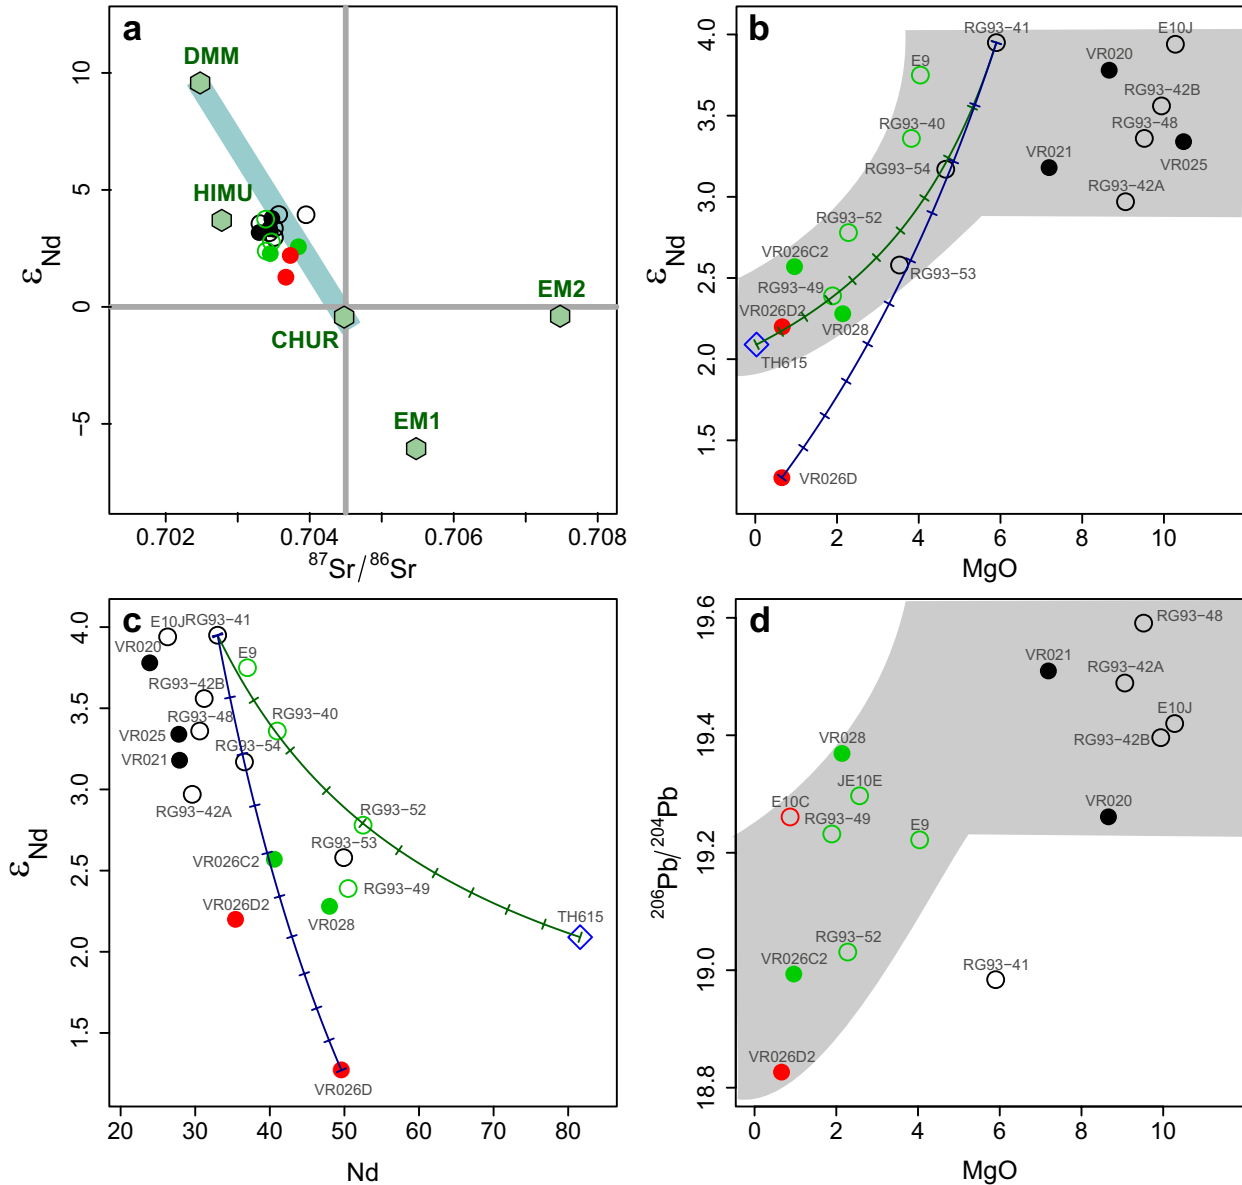 a
DMM
HIMU
CHUR
EM2
EM1
10
5
0
−5
εNd
0.702
0.704
0.706
0.708
⁸⁷Sr/⁸⁶Sr
b
RG93−41
E10J
VR020
E9
RG93−42B
RG93−40
RG93−48
VR021
VR025
RG93−54
RG93−42A
RG93−52
VR026C2
RG93−53
RG93−49
VR026D2
VR028
TH615
VR026D
4.0
3.5
3.0
2.5
2.0
1.5
εNd
0
2
4
6
8
10
MgO
c
E10J
RG93−41
VR020
E9
RG93−42B
RG93−48
RG93−40
VR025
RG93−54
VR021
RG93−42A
RG93−52
RG93−53
VR026C2
RG93−49
VR026D2
VR028
TH615
VR026D
4.0
3.5
3.0
2.5
2.0
1.5
εNd
20
30
40
50
60
70
80
Nd
d
RG93−48
VR021
RG93−42A
E10J
RG93−42B
VR028
JE10E
E10C
RG93−49
E9
VR020
RG93−52
VR026C2
RG93−41
VR026D2
19.6
19.4
19.2
19.0
18.8
²⁰⁶Pb/²⁰⁴Pb
0
2
4
6
8
10
MgO